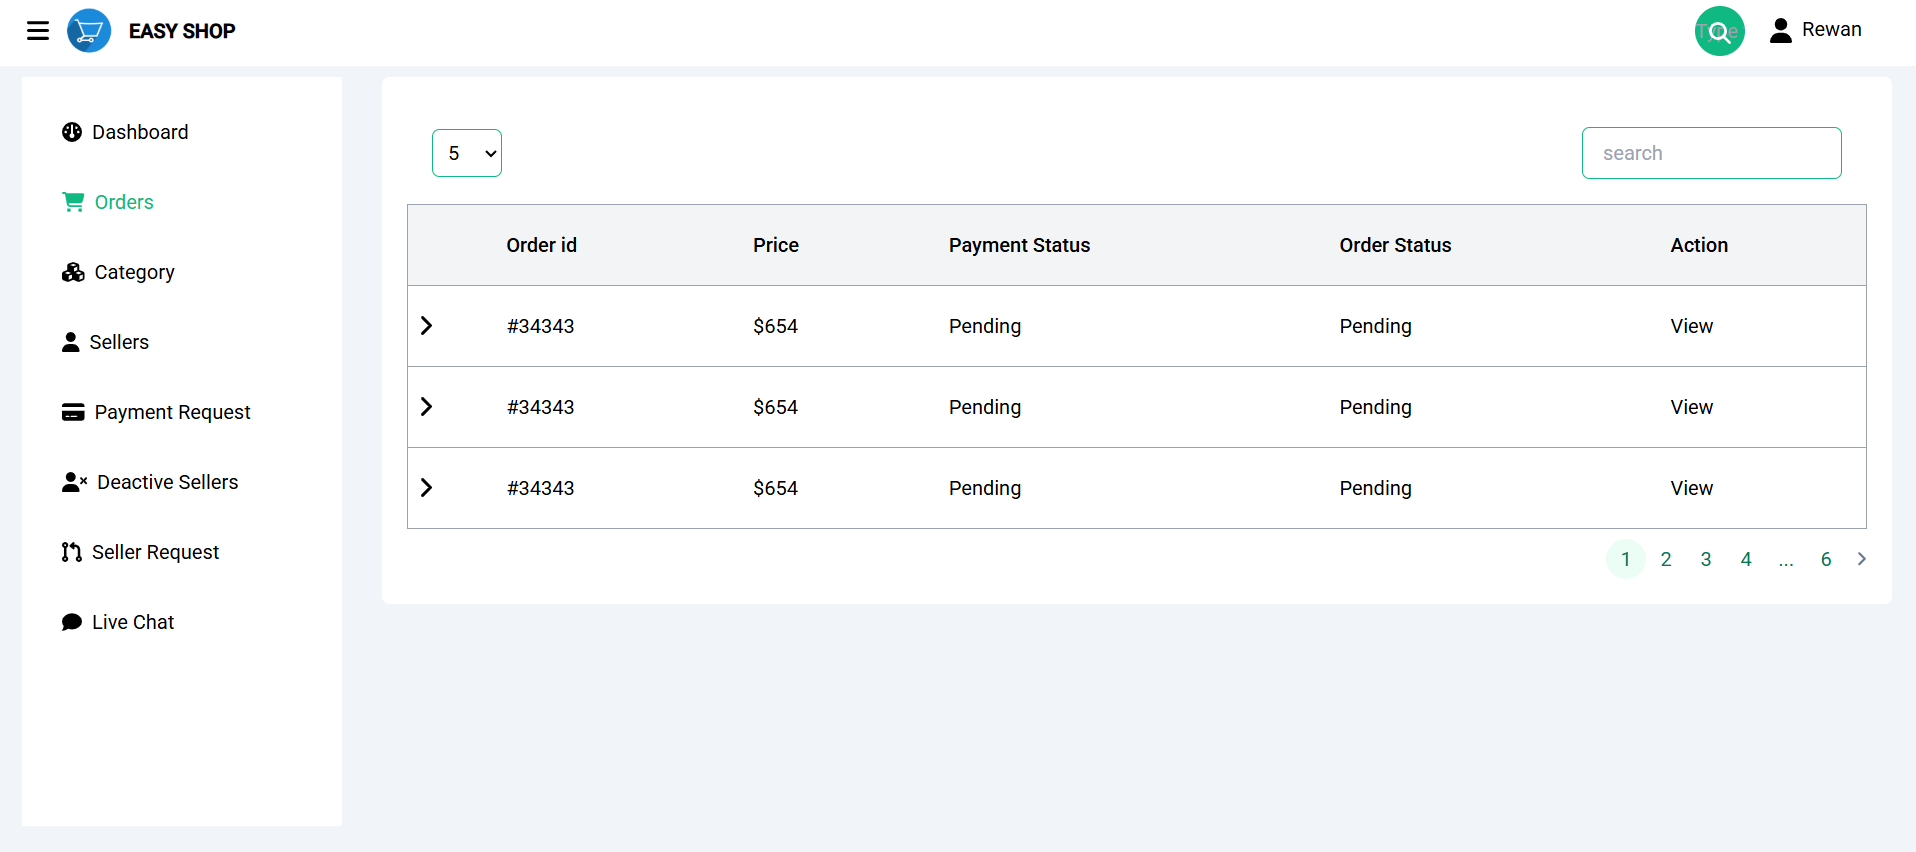 EASY SHOP
Type
Rewan
Dashboard
Orders
Category
Sellers
Payment Request
Deactive Sellers
Seller Request
Live Chat
5
search
Order id Price Payment Status Order Status Action
#34343 $654 Pending Pending View
#34343 $654 Pending Pending View
#34343 $654 Pending Pending View
1 2 3 4 ... 6